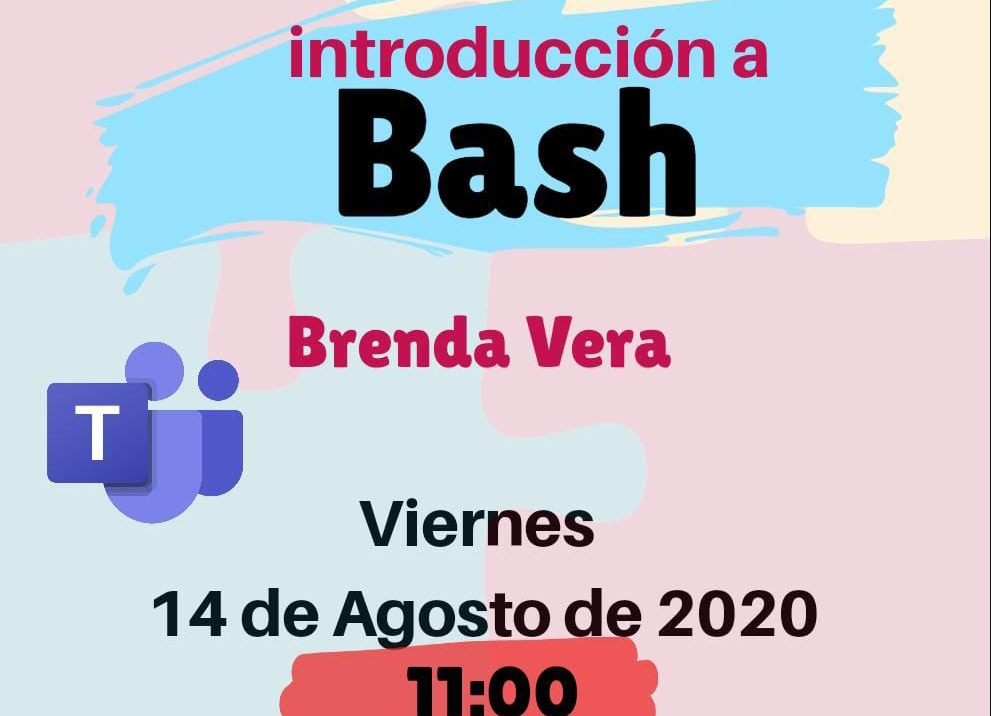 introducción a
Bash
Brenda Vera
T
Viernes
14 de Agosto de 2020
11:00